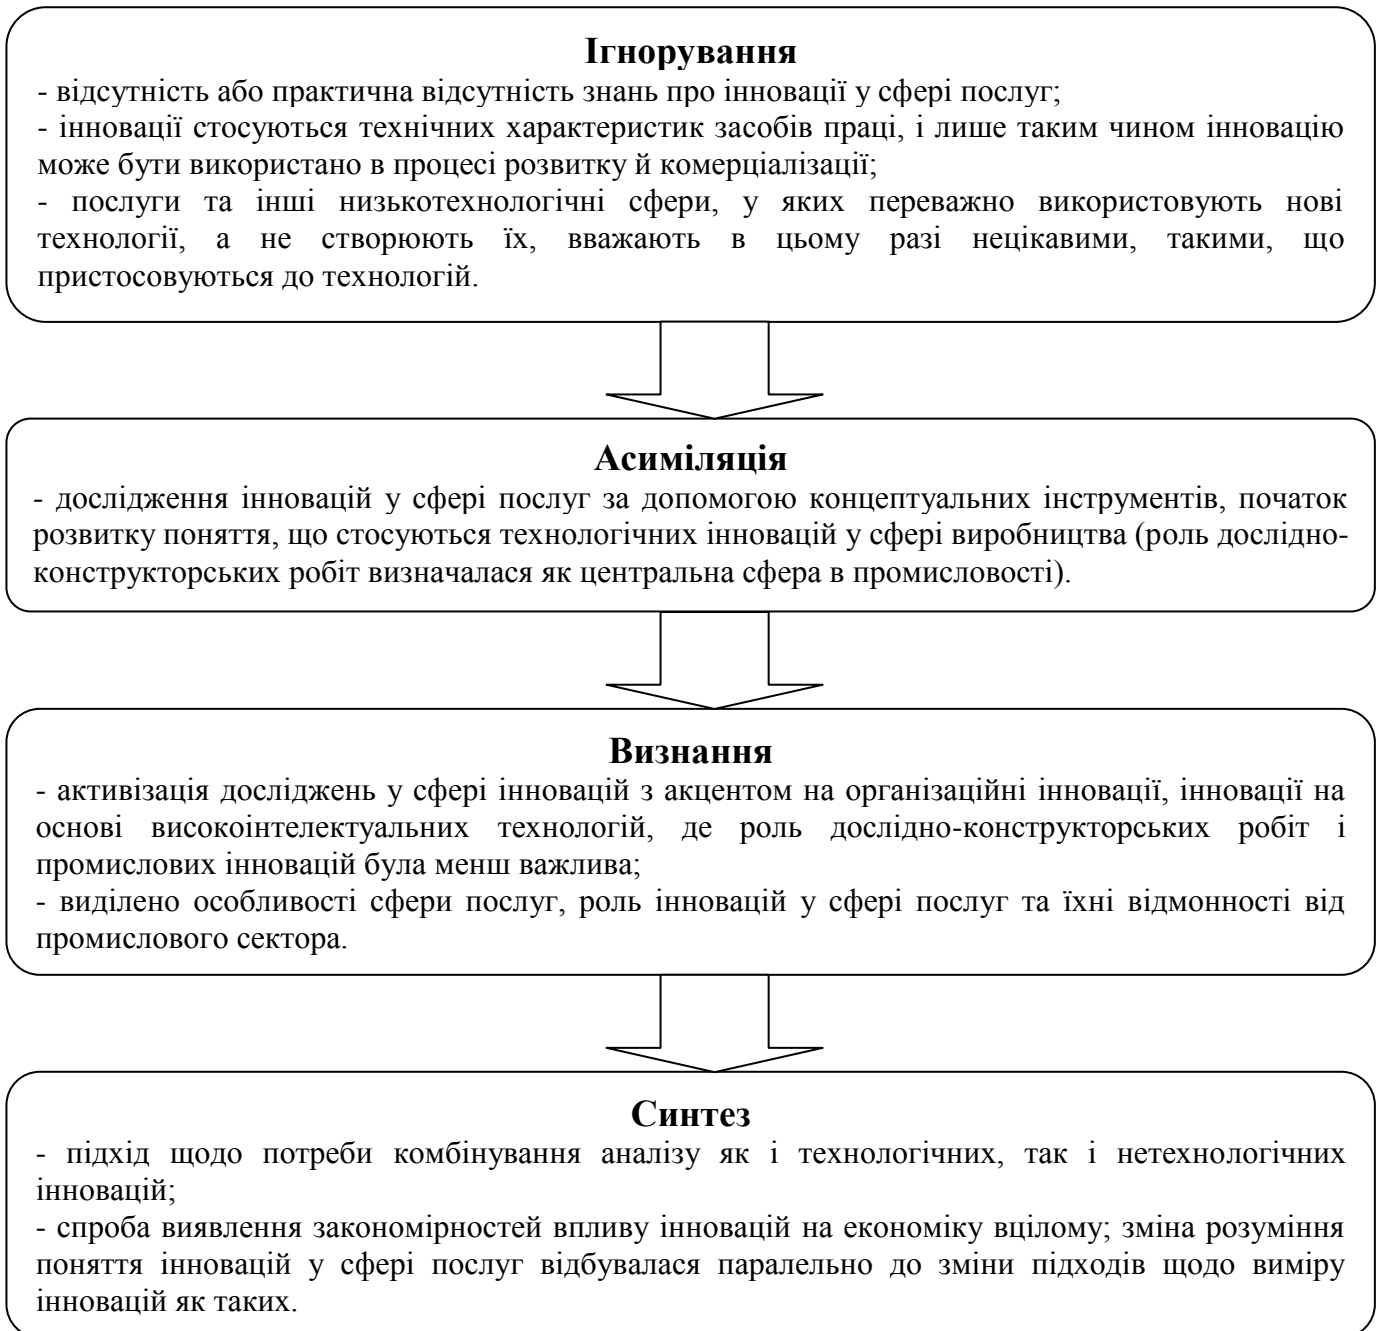 Ігнорування
- відсутність або практична відсутність знань про інновації у сфері послуг;
- інновації стосуються технічних характеристик засобів праці, і лише таким чином інновацію
може бути використано в процесі розвитку й комерціалізації;
- послуги та інші низькотехнологічні сфери, у яких переважно використовують нові
технології, а не створюють їх, вважають в цьому разі нецікавими, такими, що
пристосовуються до технологій.
Асиміляція
- дослідження інновацій у сфері послуг за допомогою концептуальних інструментів, початок
розвитку поняття, що стосуються технологічних інновацій у сфері виробництва (роль дослідно-
конструкторських робіт визначалася як центральна сфера в промисловості).
Визнання
- активізація досліджень у сфері інновацій з акцентом на організаційні інновації, інновації на
основі високоінтелектуальних технологій, де роль дослідно-конструкторських робіт і
промислових інновацій була менш важлива;
- виділено особливості сфери послуг, роль інновацій у сфері послуг та їхні відмонності від
промислового сектора.
Синтез
- підхід щодо потреби комбінування аналізу як і технологічних, так і нетехнологічних
інновацій;
- спроба виявлення закономірностей впливу інновацій на економіку вцілому; зміна розуміння
поняття інновацій у сфері послуг відбувалася паралельно до зміни підходів щодо виміру
інновацій як таких.